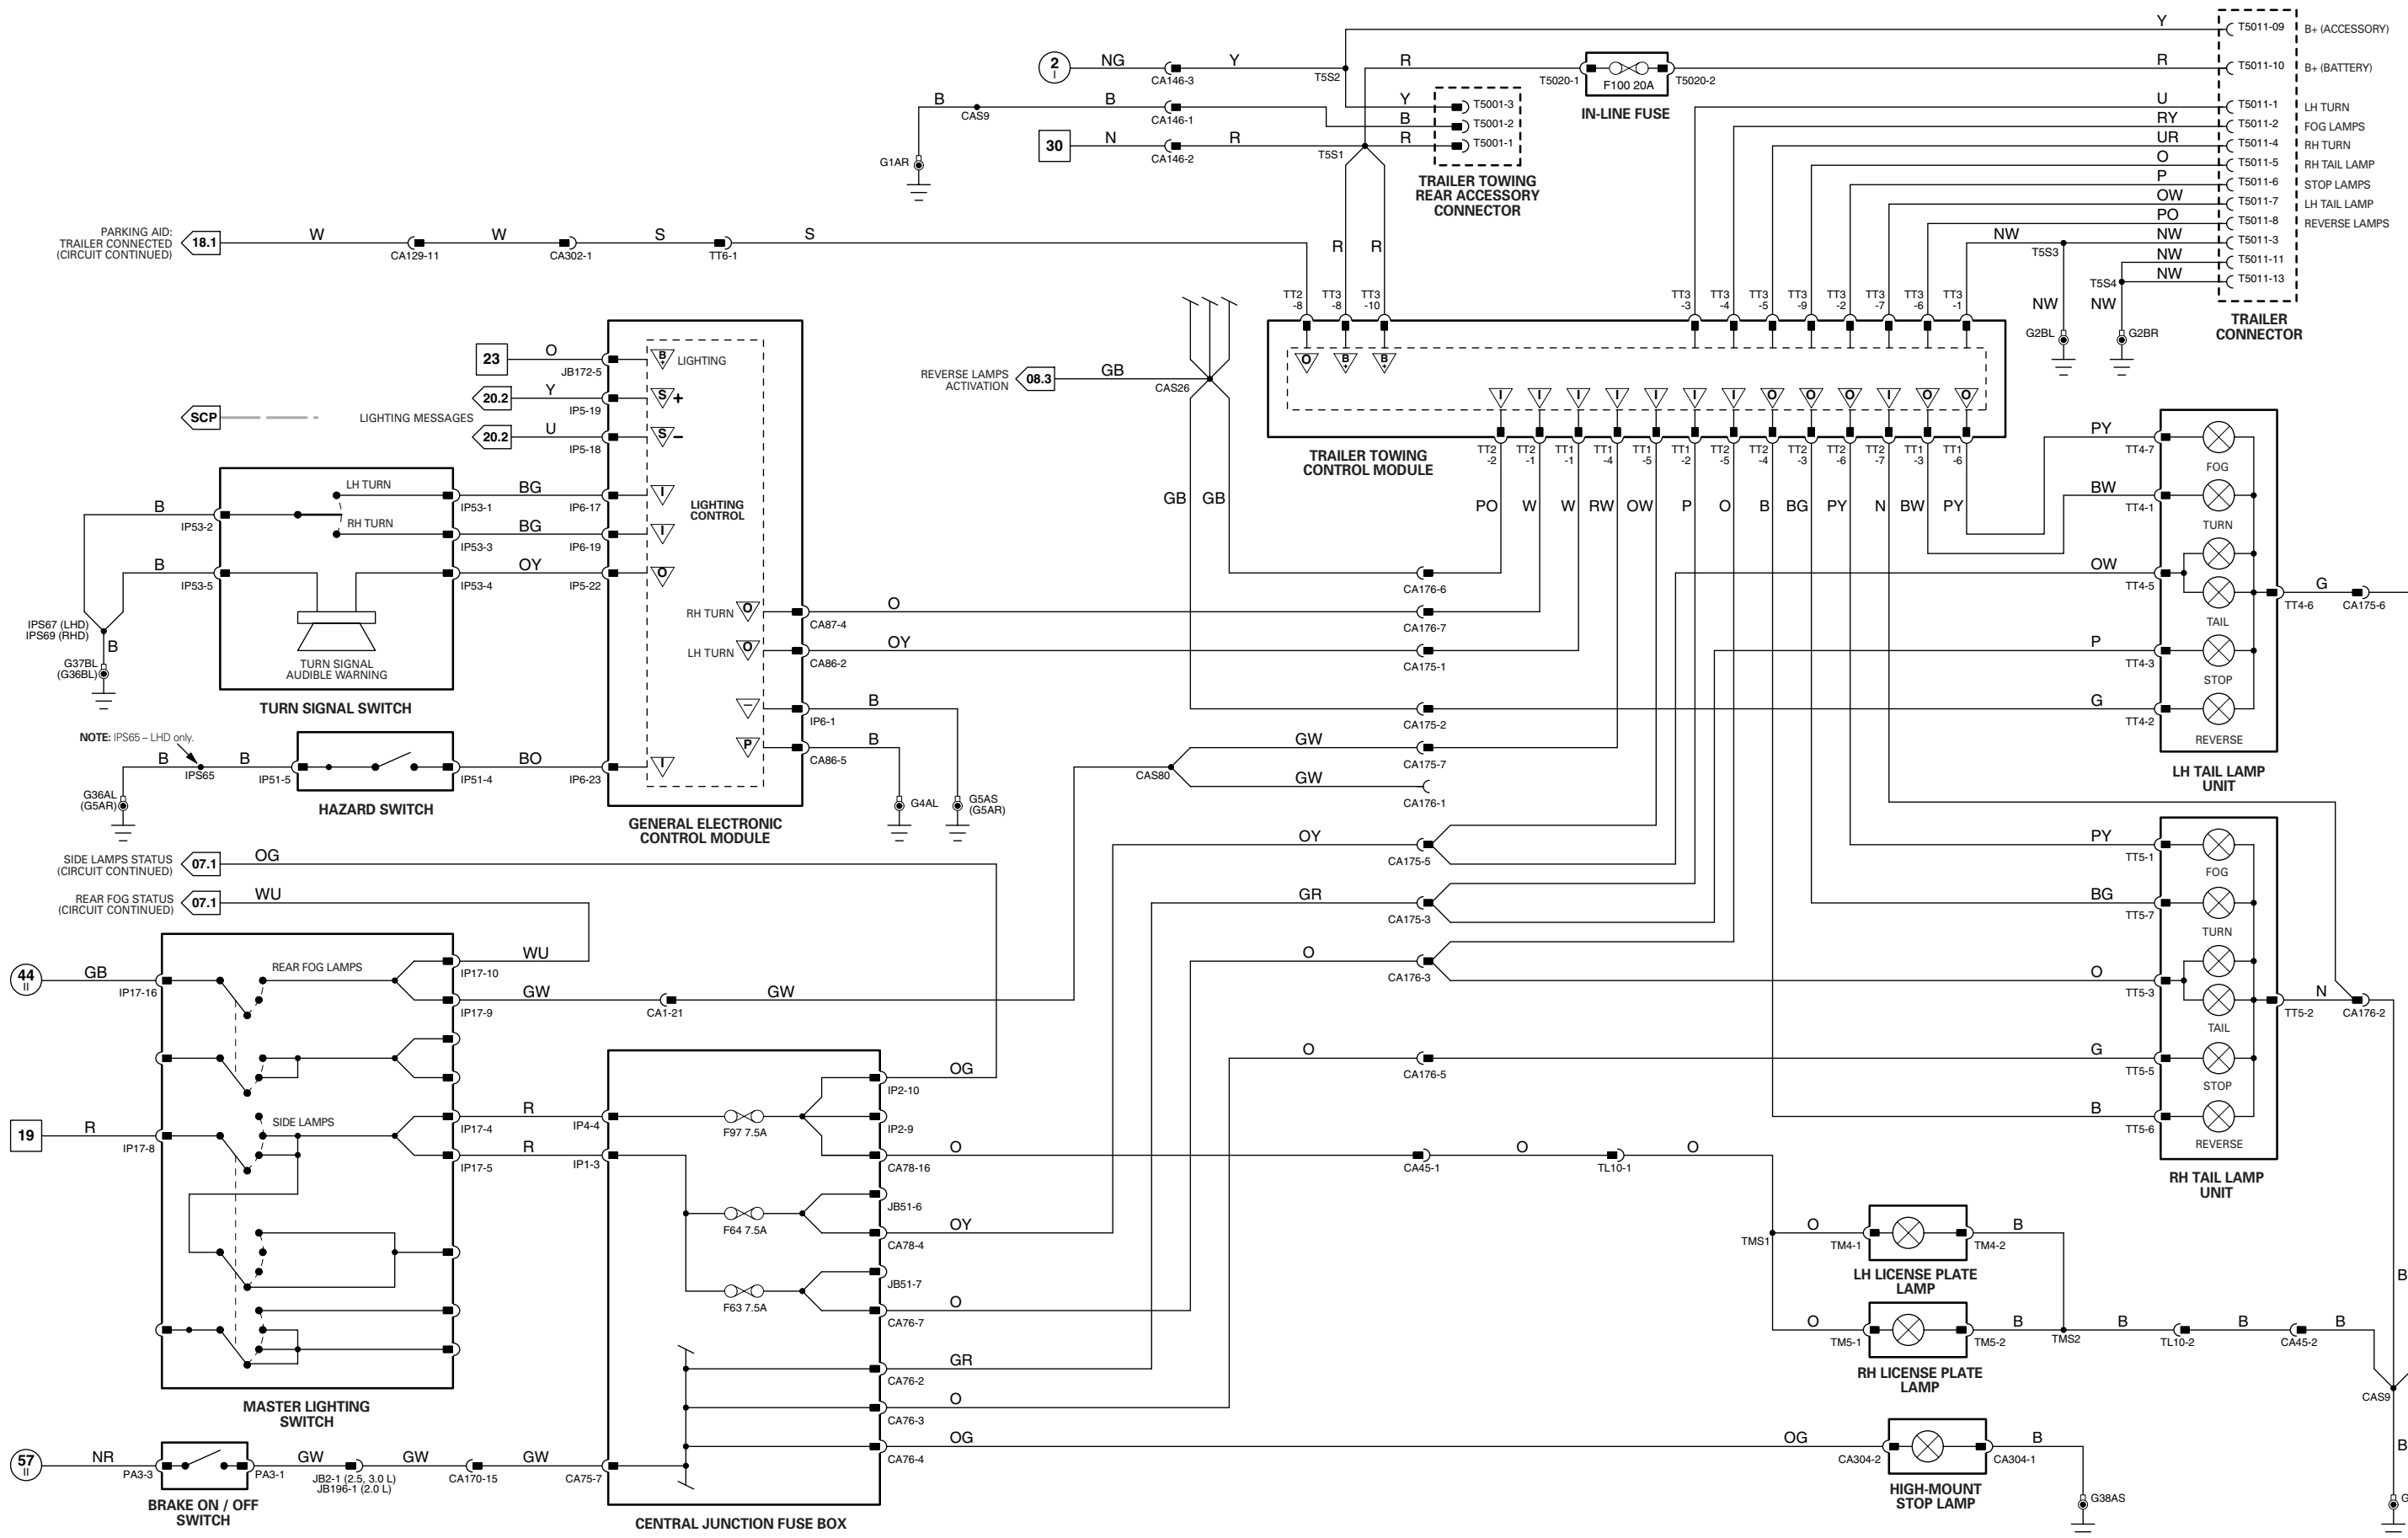 Y
T5011-09
B+ (ACCESSORY)
2
I
NG
CA146-3
Y
T5S2
R
T5020-1
F100 20A
T5020-2
IN-LINE FUSE
R
T5011-10
B+ (BATTERY)
B
CAS9
B
CA146-1
G1AR
Y
T5001-3
B
T5001-2
R
T5001-1
30
N
CA146-2
R
T5S1
TRAILER TOWING
REAR ACCESSORY
CONNECTOR
U
T5011-1
LH TURN
RY
T5011-2
FOG LAMPS
UR
T5011-4
RH TURN
O
T5011-5
RH TAIL LAMP
P
T5011-6
STOP LAMPS
OW
T5011-7
LH TAIL LAMP
PO
T5011-8
REVERSE LAMPS
NW
T5S3
NW
T5011-3
NW
T5011-11
T5S4
NW
T5011-13
NW
NW
G2BL
G2BR
TRAILER
CONNECTOR
PARKING AID:
TRAILER CONNECTED
(CIRCUIT CONTINUED)
18.1
W
CA129-11
W
CA302-1
S
TT6-1
S
R
R
TT2
-8
TT3
-8
TT3
-10
TT3
-3
TT3
-4
TT3
-5
TT3
-9
TT3
-2
TT3
-7
TT3
-6
TT3
-1
O
B
+
B
+
I
I
I
I
I
I
I
O
O
O
I
O
O
TRAILER TOWING
CONTROL MODULE
TT2
-2
TT2
-1
TT1
-1
TT1
-4
TT1
-5
TT1
-2
TT2
-5
TT2
-4
TT2
-3
TT2
-6
TT2
-7
TT1
-3
TT1
-6
PO
W
W
RW
OW
P
O
B
BG
PY
N
BW
PY
REVERSE LAMPS
ACTIVATION
08.3
GB
CAS26
GB
GB
23
O
JB172-5
B
+
LIGHTING
SCP
LIGHTING MESSAGES
20.2
Y
IP5-19
S
+
20.2
U
IP5-18
S
–
LH TURN
RH TURN
B
IP53-2
IP53-1
BG
IP6-17
I
LIGHTING
CONTROL
IP53-3
BG
IP6-19
I
B
IP53-5
IP53-4
OY
IP5-22
O
IPS67 (LHD)
IPS69 (RHD)
B
G37BL
(G36BL)
TURN SIGNAL
AUDIBLE WARNING
TURN SIGNAL SWITCH
RH TURN
O
CA87-4
O
CA176-7
LH TURN
O
CA86-2
OY
CA175-1
CA176-6
–
IP6-1
B
P
CA86-5
B
G4AL
G5AS
(G5AR)
NOTE: IPS65 – LHD only.
B
IPS65
B
IP51-5
IP51-4
BO
IP6-23
I
G36AL
(G5AR)
HAZARD SWITCH
GENERAL ELECTRONIC
CONTROL MODULE
CA175-2
CAS80
GW
CA175-7
GW
CA176-1
PY
TT4-7
FOG
BW
TT4-1
TURN
OW
TT4-5
TAIL
P
TT4-3
STOP
G
TT4-2
REVERSE
TT4-6
G
CA175-6
LH TAIL LAMP
UNIT
SIDE LAMPS STATUS
(CIRCUIT CONTINUED)
07.1
OG
REAR FOG STATUS
(CIRCUIT CONTINUED)
07.1
WU
OY
CA175-5
GR
CA175-3
O
CA176-3
PY
TT5-1
FOG
BG
TT5-7
TURN
O
TT5-3
TAIL
G
TT5-5
STOP
B
TT5-6
REVERSE
TT5-2
N
CA176-2
RH TAIL LAMP
UNIT
44
II
GB
IP17-16
REAR FOG LAMPS
IP17-10
WU
IP17-9
GW
CA1-21
GW
19
R
IP17-8
SIDE LAMPS
IP17-4
R
IP4-4
IP17-5
R
IP1-3
MASTER LIGHTING
SWITCH
F97 7.5A
F64 7.5A
F63 7.5A
IP2-10
OG
IP2-9
CA78-16
O
CA45-1
O
TL10-1
O
JB51-6
CA78-4
OY
JB51-7
CA76-7
O
CA76-2
GR
CA76-3
O
CA76-4
OG
O
CA176-5
TMS1
O
TM4-1
TM4-2
B
LH LICENSE PLATE
LAMP
O
TM5-1
TM5-2
B
TMS2
B
TL10-2
B
CA45-2
B
RH LICENSE PLATE
LAMP
B
CAS9
B
G
OG
CA304-2
CA304-1
B
G38AS
HIGH-MOUNT
STOP LAMP
57
II
NR
PA3-3
PA3-1
GW
JB2-1 (2.5, 3.0 L)
JB196-1 (2.0 L)
GW
CA170-15
GW
CA75-7
BRAKE ON / OFF
SWITCH
CENTRAL JUNCTION FUSE BOX